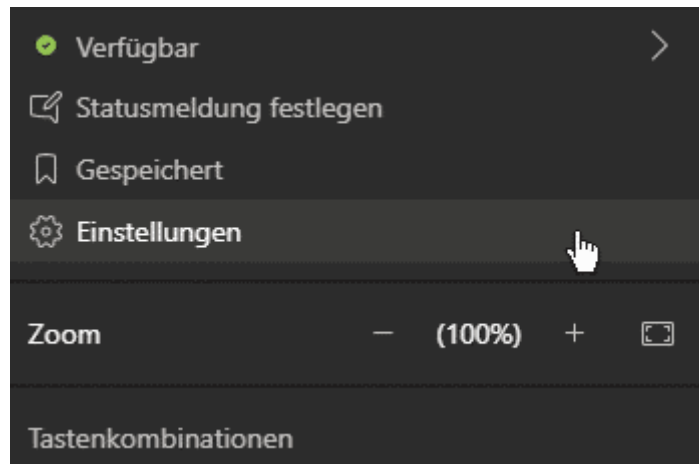 Verfügbar
Statusmeldung festlegen
Gespeichert
Einstellungen
Zoom − (100%) +
Tastenkombinationen